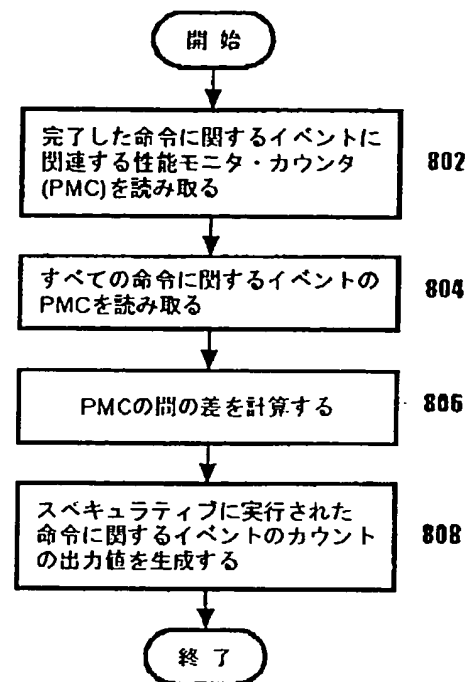 開始
完了した命令に関するイベントに
関連する性能モニタ・カウンタ
(PMC)を読み取る
802
すべての命令に関するイベントの
PMCを読み取る
804
PMCの間の差を計算する
806
スペキュラティブに実行された
命令に関するイベントのカウント
の出力値を生成する
808
終了